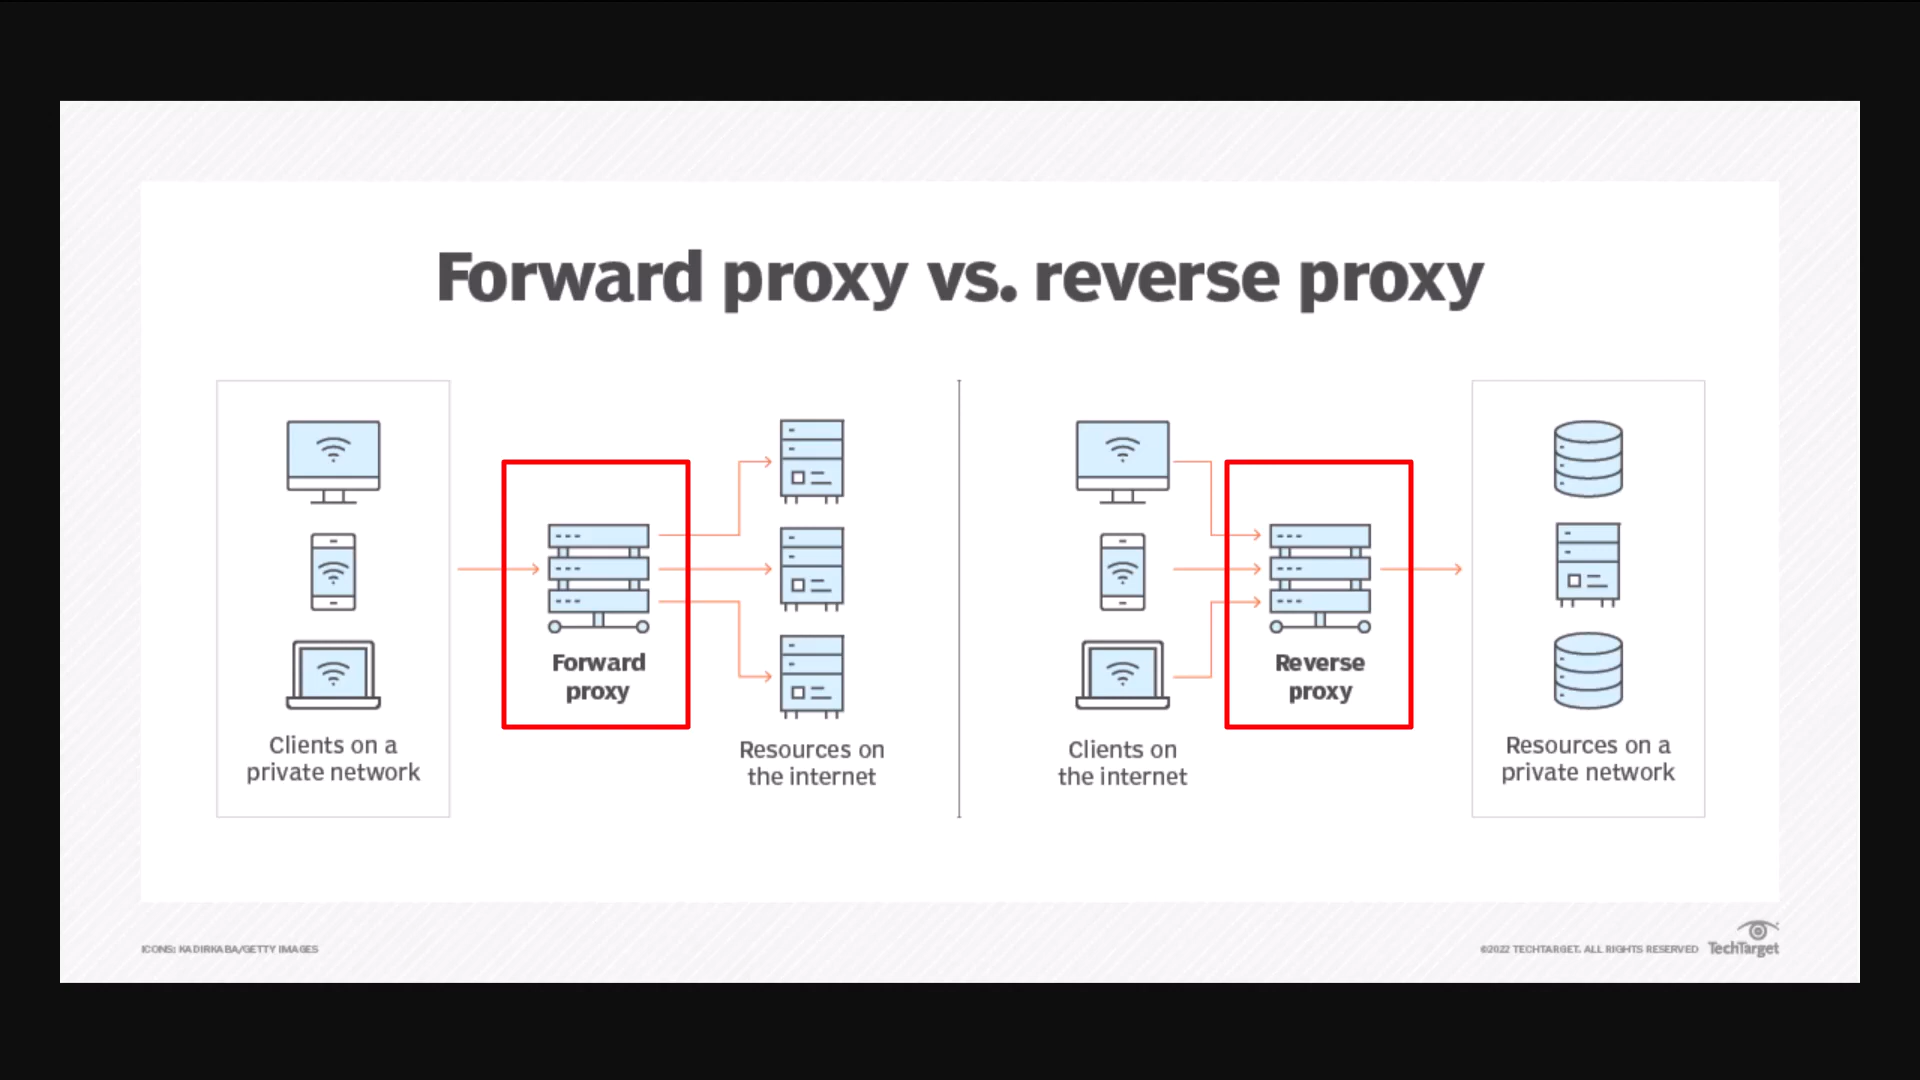 Forward proxy vs. reverse proxy
Forward
proxy
Clients on a
private network
Resources on
the internet
Reverse
proxy
Clients on
the internet
Resources on a
private network
ICONS: KADIRKABA/GETTY IMAGES
©2022 TECHTARGET. ALL RIGHTS RESERVED
TechTarget